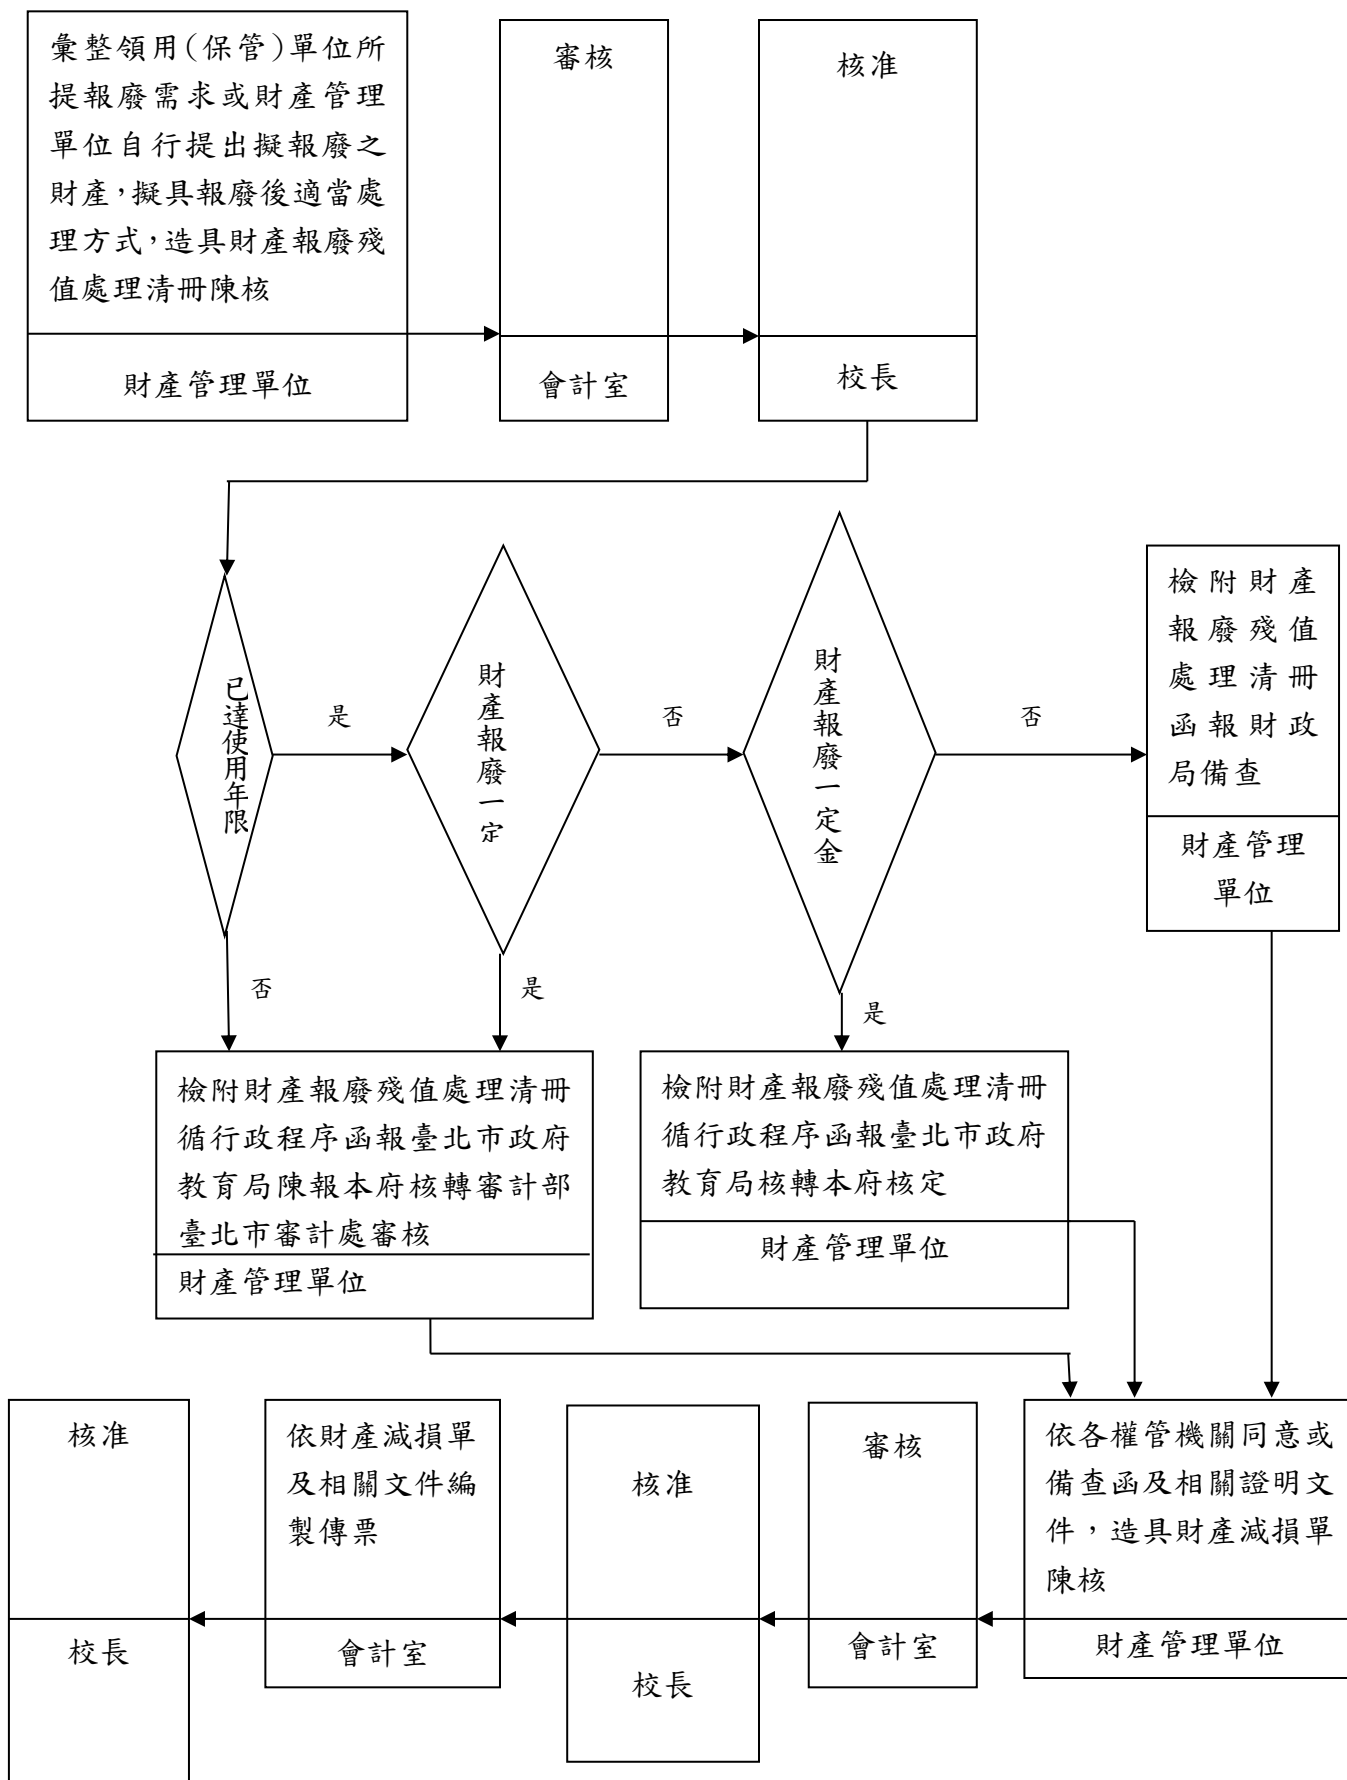 彙整領用(保管)單位所
提報廢需求或財產管理
單位自行提出擬報廢之
財產，擬具報廢後適當處
理方式，造具財產報廢殘
值處理清冊陳核
財產管理單位
審核
會計室
核准
校長
已達使用年限
是
否
財產報廢一定
否
是
財產報廢一定金
否
是
檢附財產
報廢殘值
處理清冊
函報財政
局備查
財產管理
單位
檢附財產報廢殘值處理清冊
循行政程序函報臺北市政府
教育局陳報本府核轉審計部
臺北市審計處審核
財產管理單位
檢附財產報廢殘值處理清冊
循行政程序函報臺北市政府
教育局核轉本府核定
財產管理單位
依各權管機關同意或
備查函及相關證明文
件，造具財產減損單
陳核
財產管理單位
審核
會計室
核准
校長
依財產減損單
及相關文件編
製傳票
會計室
核准
校長